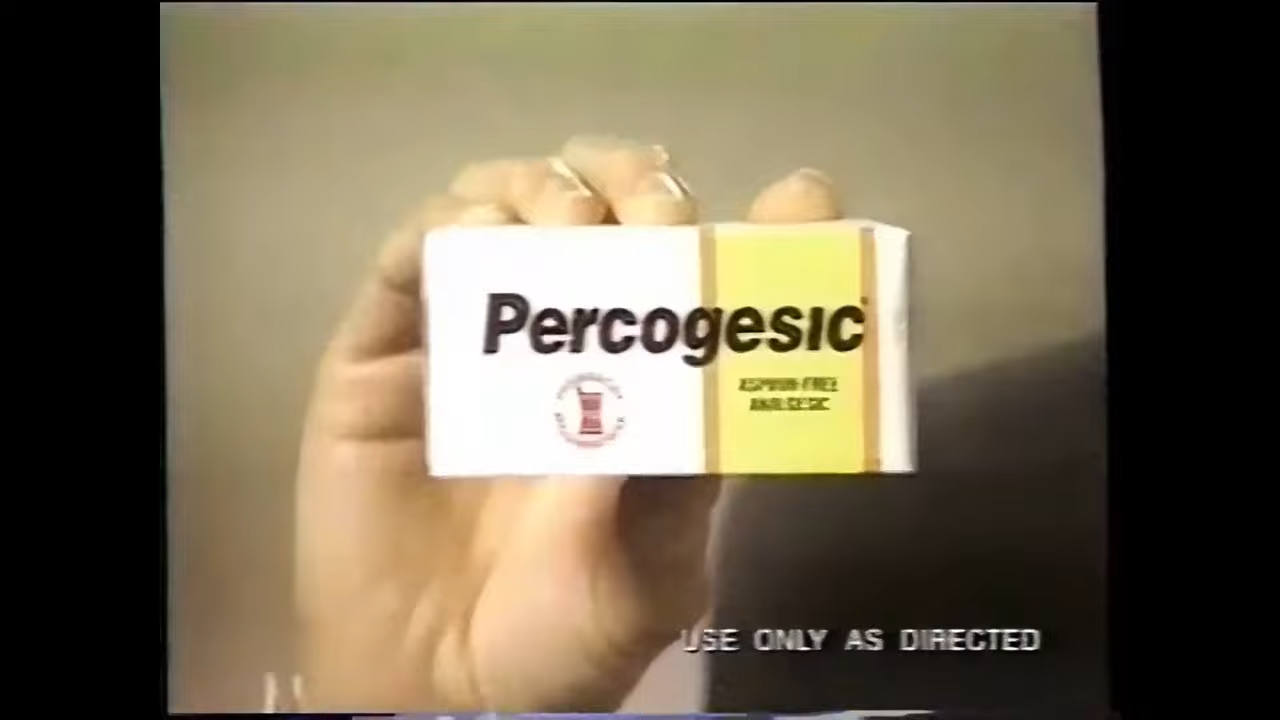 Percogesic
ASPIRIN-FREE
ANALGESIC
USE ONLY AS DIRECTED